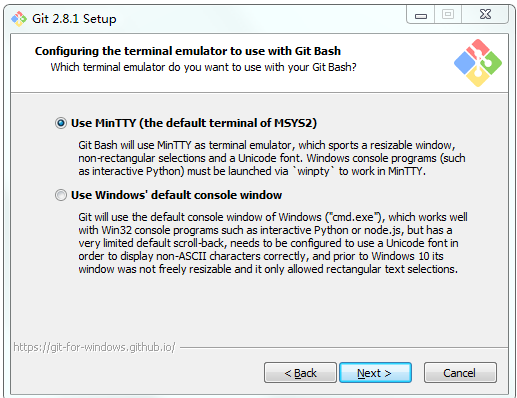 Git 2.8.1 Setup
Configuring the terminal emulator to use with Git Bash
Which terminal emulator do you want to use with your Git Bash?
Use MinTTY (the default terminal of MSYS2)
Git Bash will use MinTTY as terminal emulator, which sports a resizable window,
non-rectangular selections and a Unicode font. Windows console programs (such
as interactive Python) must be launched via `winpty` to work in MinTTY.
Use Windows' default console window
Git will use the default console window of Windows ("cmd.exe"), which works well
with Win32 console programs such as interactive Python or node.js, but has a
very limited default scroll-back, needs to be configured to use a Unicode font in
order to display non-ASCII characters correctly, and prior to Windows 10 its
window was not freely resizable and it only allowed rectangular text selections.
https://git-for-windows.github.io/
< Back
Next >
Cancel